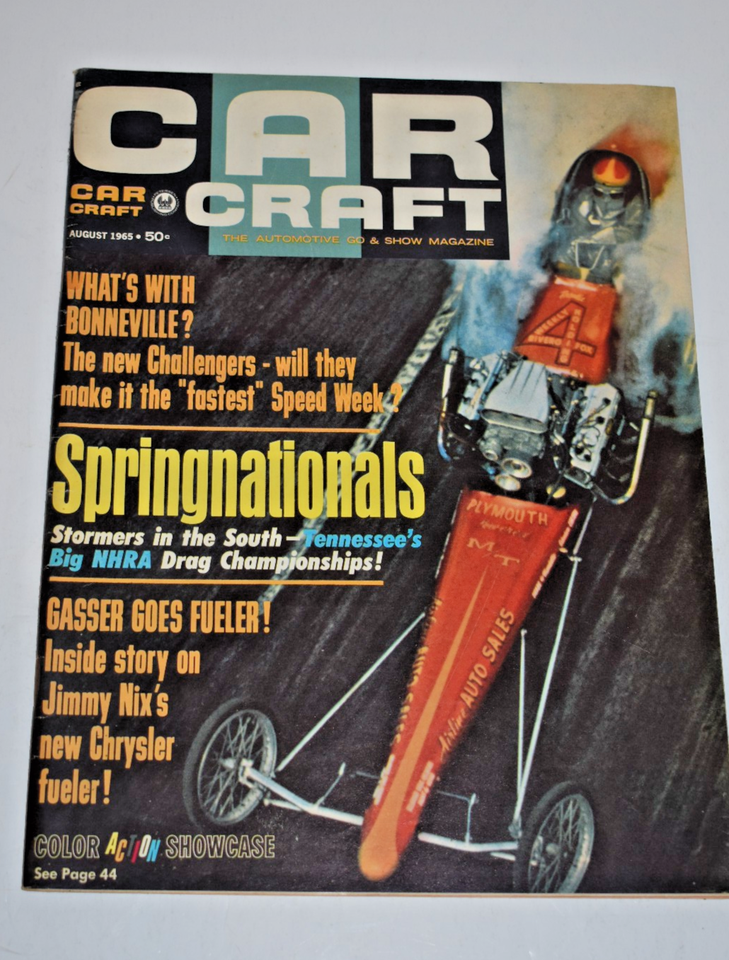 CAR
CRAFT
CAR
CRAFT
AUGUST 1965 • 50¢
THE AUTOMOTIVE GO & SHOW MAGAZINE
WHAT'S WITH
BONNEVILLE?
The new Challengers - will they
make it the "fastest" Speed Week?
Springnationals
Stormers in the South — Tennessee's
Big NHRA Drag Championships!
GASSER GOES FUELER!
Inside story on
Jimmy Nix's
new Chrysler
fueler!
COLOR ACTION SHOWCASE
See Page 44
4
PLYMOUTH
MT
AUTO SALES